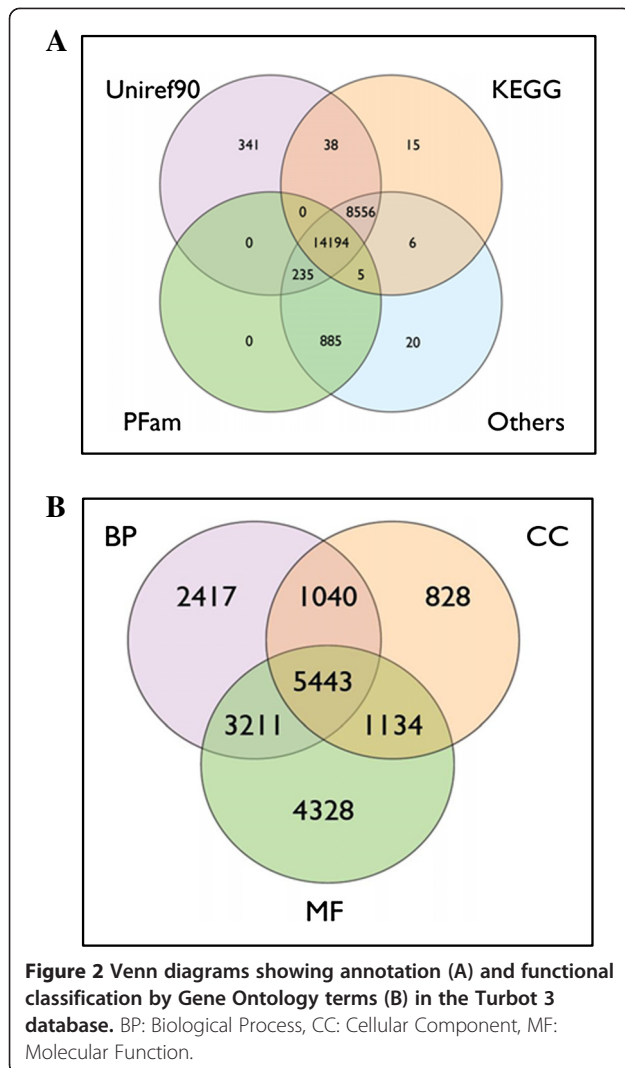 A
Uniref90 KEGG
341 38 15
0 8556
0 14194 6
235 5
0 885 20
PFam Others
B
BP CC
2417 1040 828
5443
3211 1134
4328
MF
Figure 2 Venn diagrams showing annotation (A) and functional
classification by Gene Ontology terms (B) in the Turbot 3
database. BP: Biological Process, CC: Cellular Component, MF:
Molecular Function.